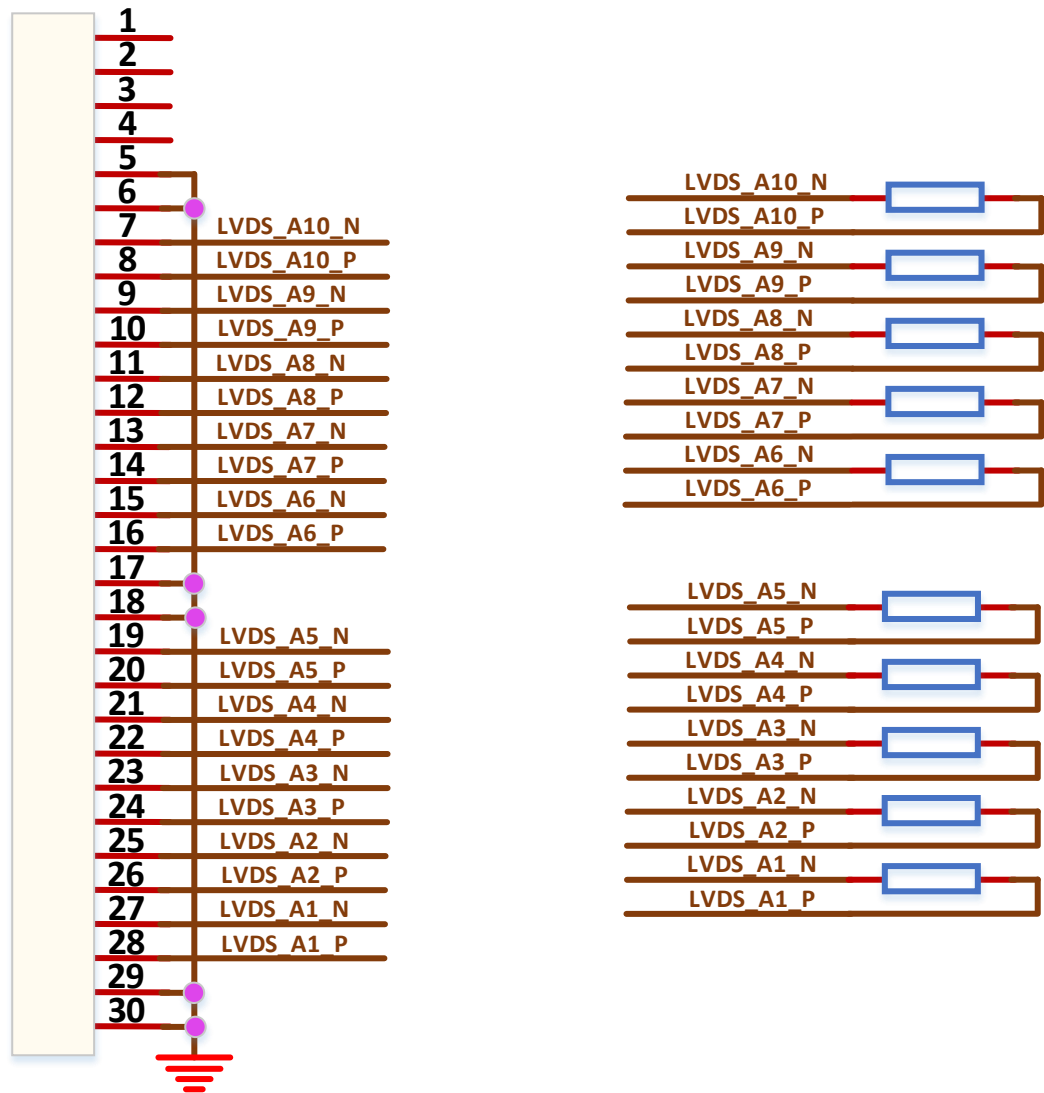 1
2
3
4
5
6
7 LVDS_A10_N
8 LVDS_A10_P
9 LVDS_A9_N
10 LVDS_A9_P
11 LVDS_A8_N
12 LVDS_A8_P
13 LVDS_A7_N
14 LVDS_A7_P
15 LVDS_A6_N
16 LVDS_A6_P
17
18
19 LVDS_A5_N
20 LVDS_A5_P
21 LVDS_A4_N
22 LVDS_A4_P
23 LVDS_A3_N
24 LVDS_A3_P
25 LVDS_A2_N
26 LVDS_A2_P
27 LVDS_A1_N
28 LVDS_A1_P
29
30
LVDS_A10_N
LVDS_A10_P
LVDS_A9_N
LVDS_A9_P
LVDS_A8_N
LVDS_A8_P
LVDS_A7_N
LVDS_A7_P
LVDS_A6_N
LVDS_A6_P
LVDS_A5_N
LVDS_A5_P
LVDS_A4_N
LVDS_A4_P
LVDS_A3_N
LVDS_A3_P
LVDS_A2_N
LVDS_A2_P
LVDS_A1_N
LVDS_A1_P